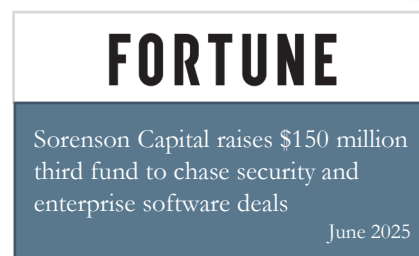 FORTUNE
Sorenson Capital raises $150 million
third fund to chase security and
enterprise software deals
June 2025